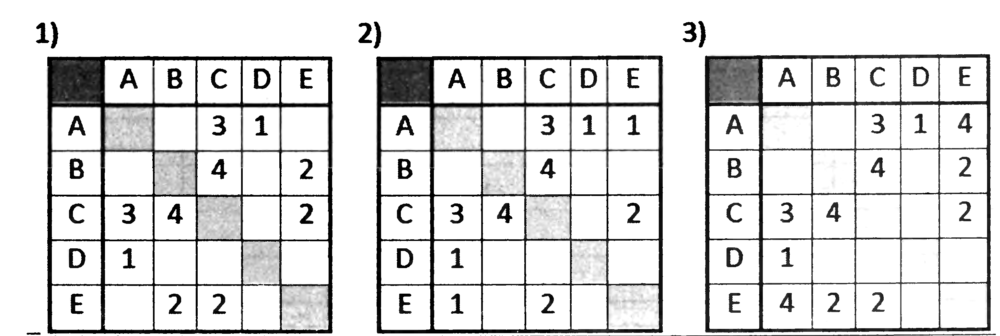 1) 2) 3)
A B C D E A B C D E A B C D E
A 3 1 A 3 1 1 A 3 1 4
B 4 2 B 4 B 4 2
C 3 4 2 C 3 4 2 C 3 4 2
D 1 D 1 D 1
E 2 2 E 1 2 E 4 2 2